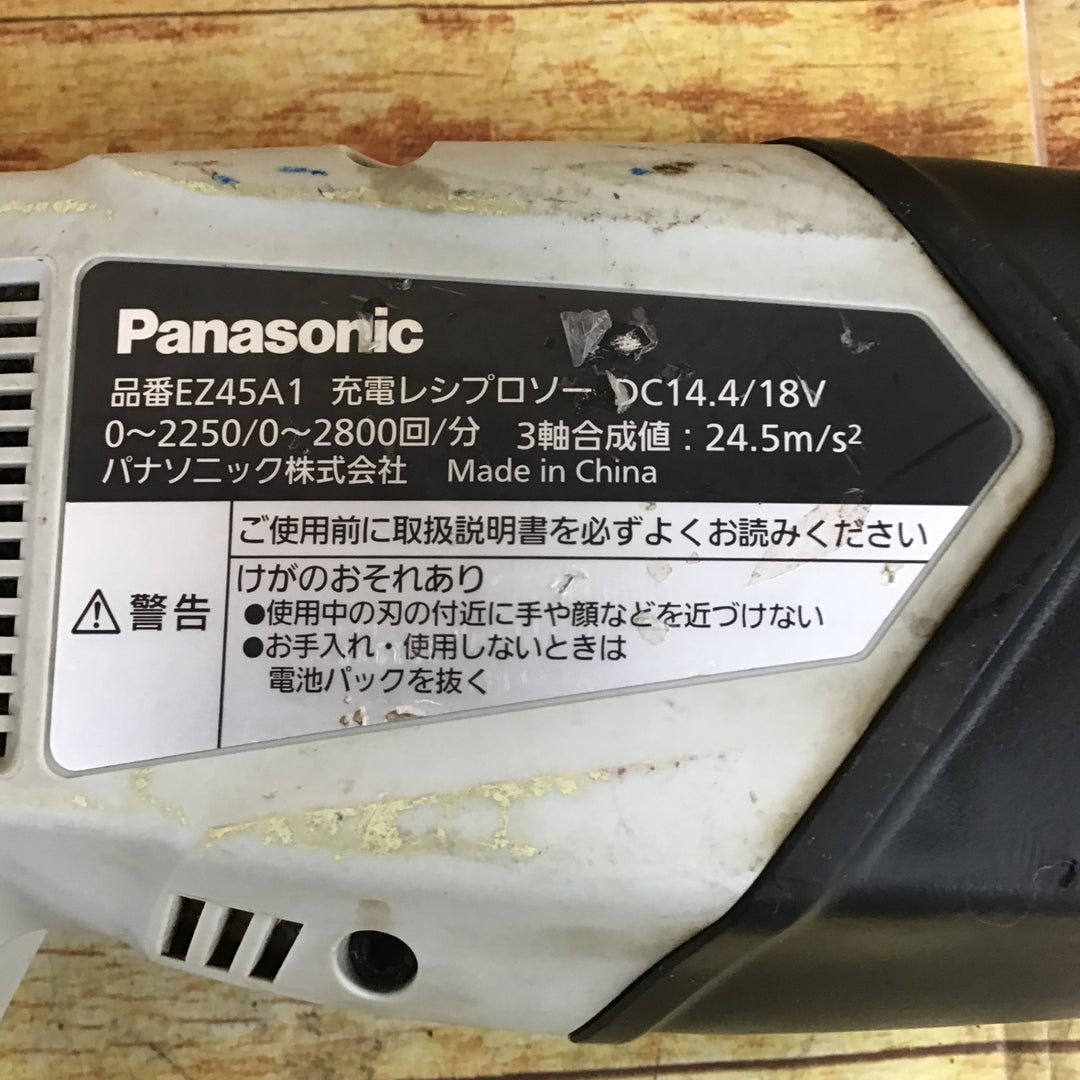 Panasonic
品番EZ45A1 充電レシプロソー DC14.4/18V
0〜2250/0〜2800回/分 3軸合成値：24.5m/s²
パナソニック株式会社 Made in China
ご使用前に取扱説明書を必ずよくお読みください
⚠警告
けがのおそれあり
●使用中の刃の付近に手や顔などを近づけない
●お手入れ・使用しないときは
電池パックを抜く